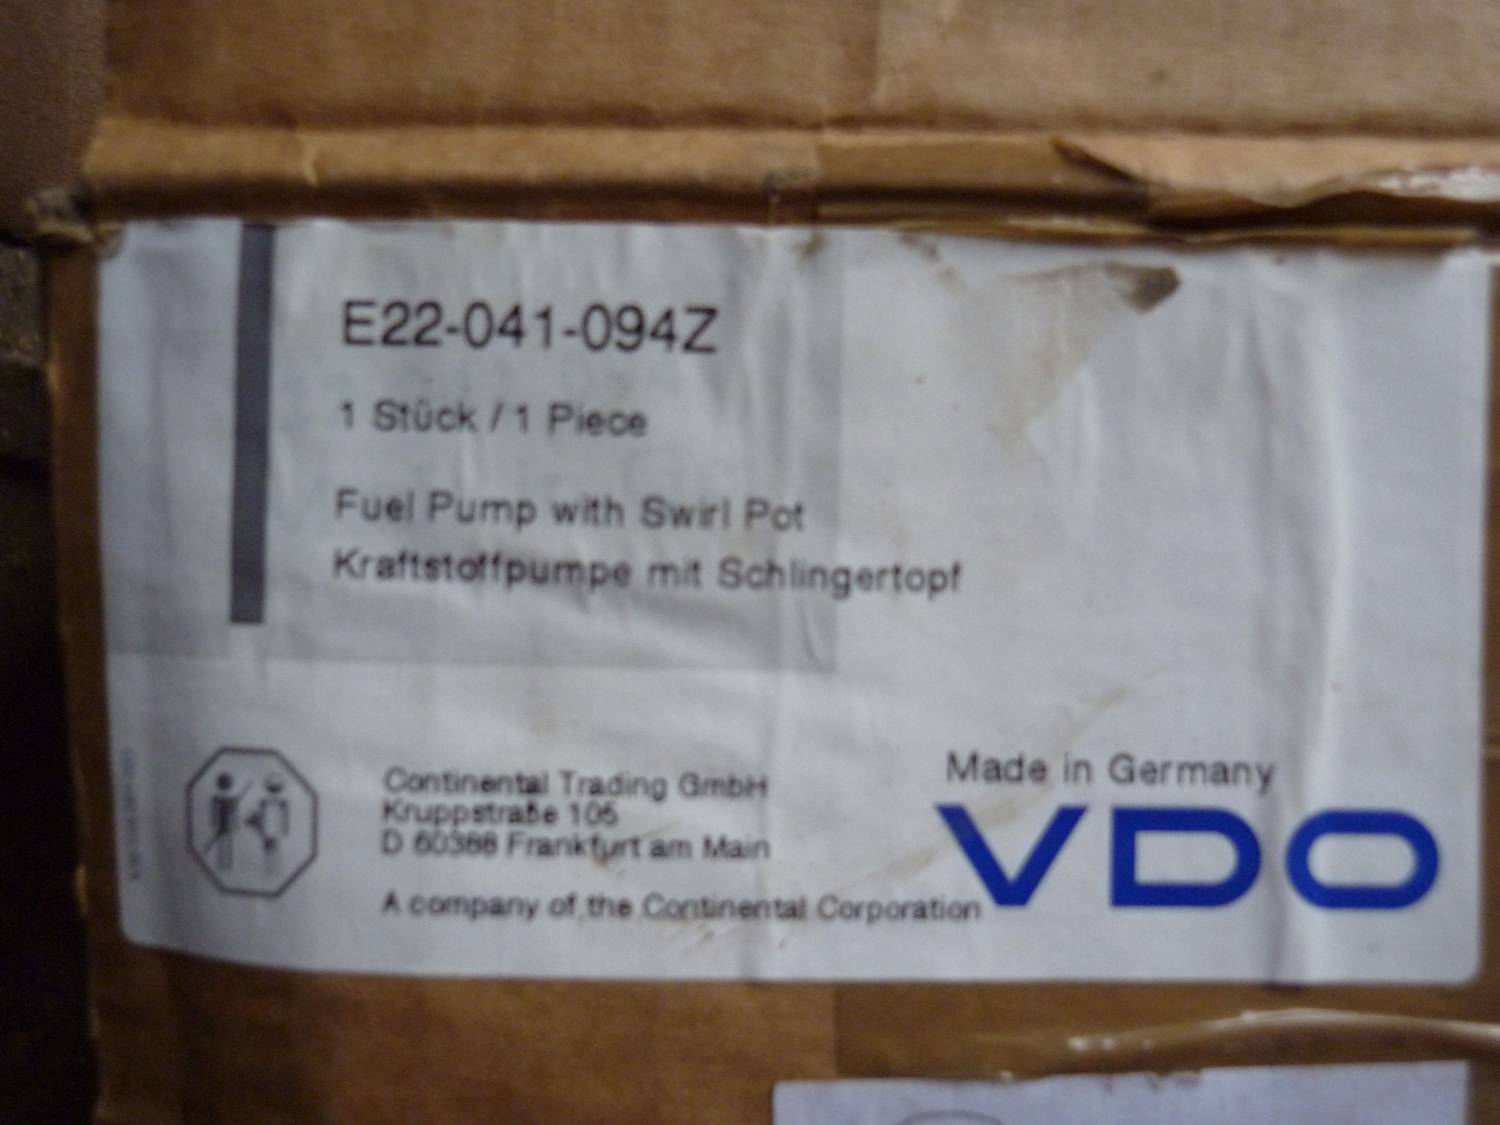 E22-041-094Z
1 Stück / 1 Piece
Fuel Pump with Swirl Pot
Kraftstoffpumpe mit Schlingertopf
Continental Trading GmbH
Kruppstraße 105
D 60388 Frankfurt am Main
A company of the Continental Corporation
Made in Germany
VDO